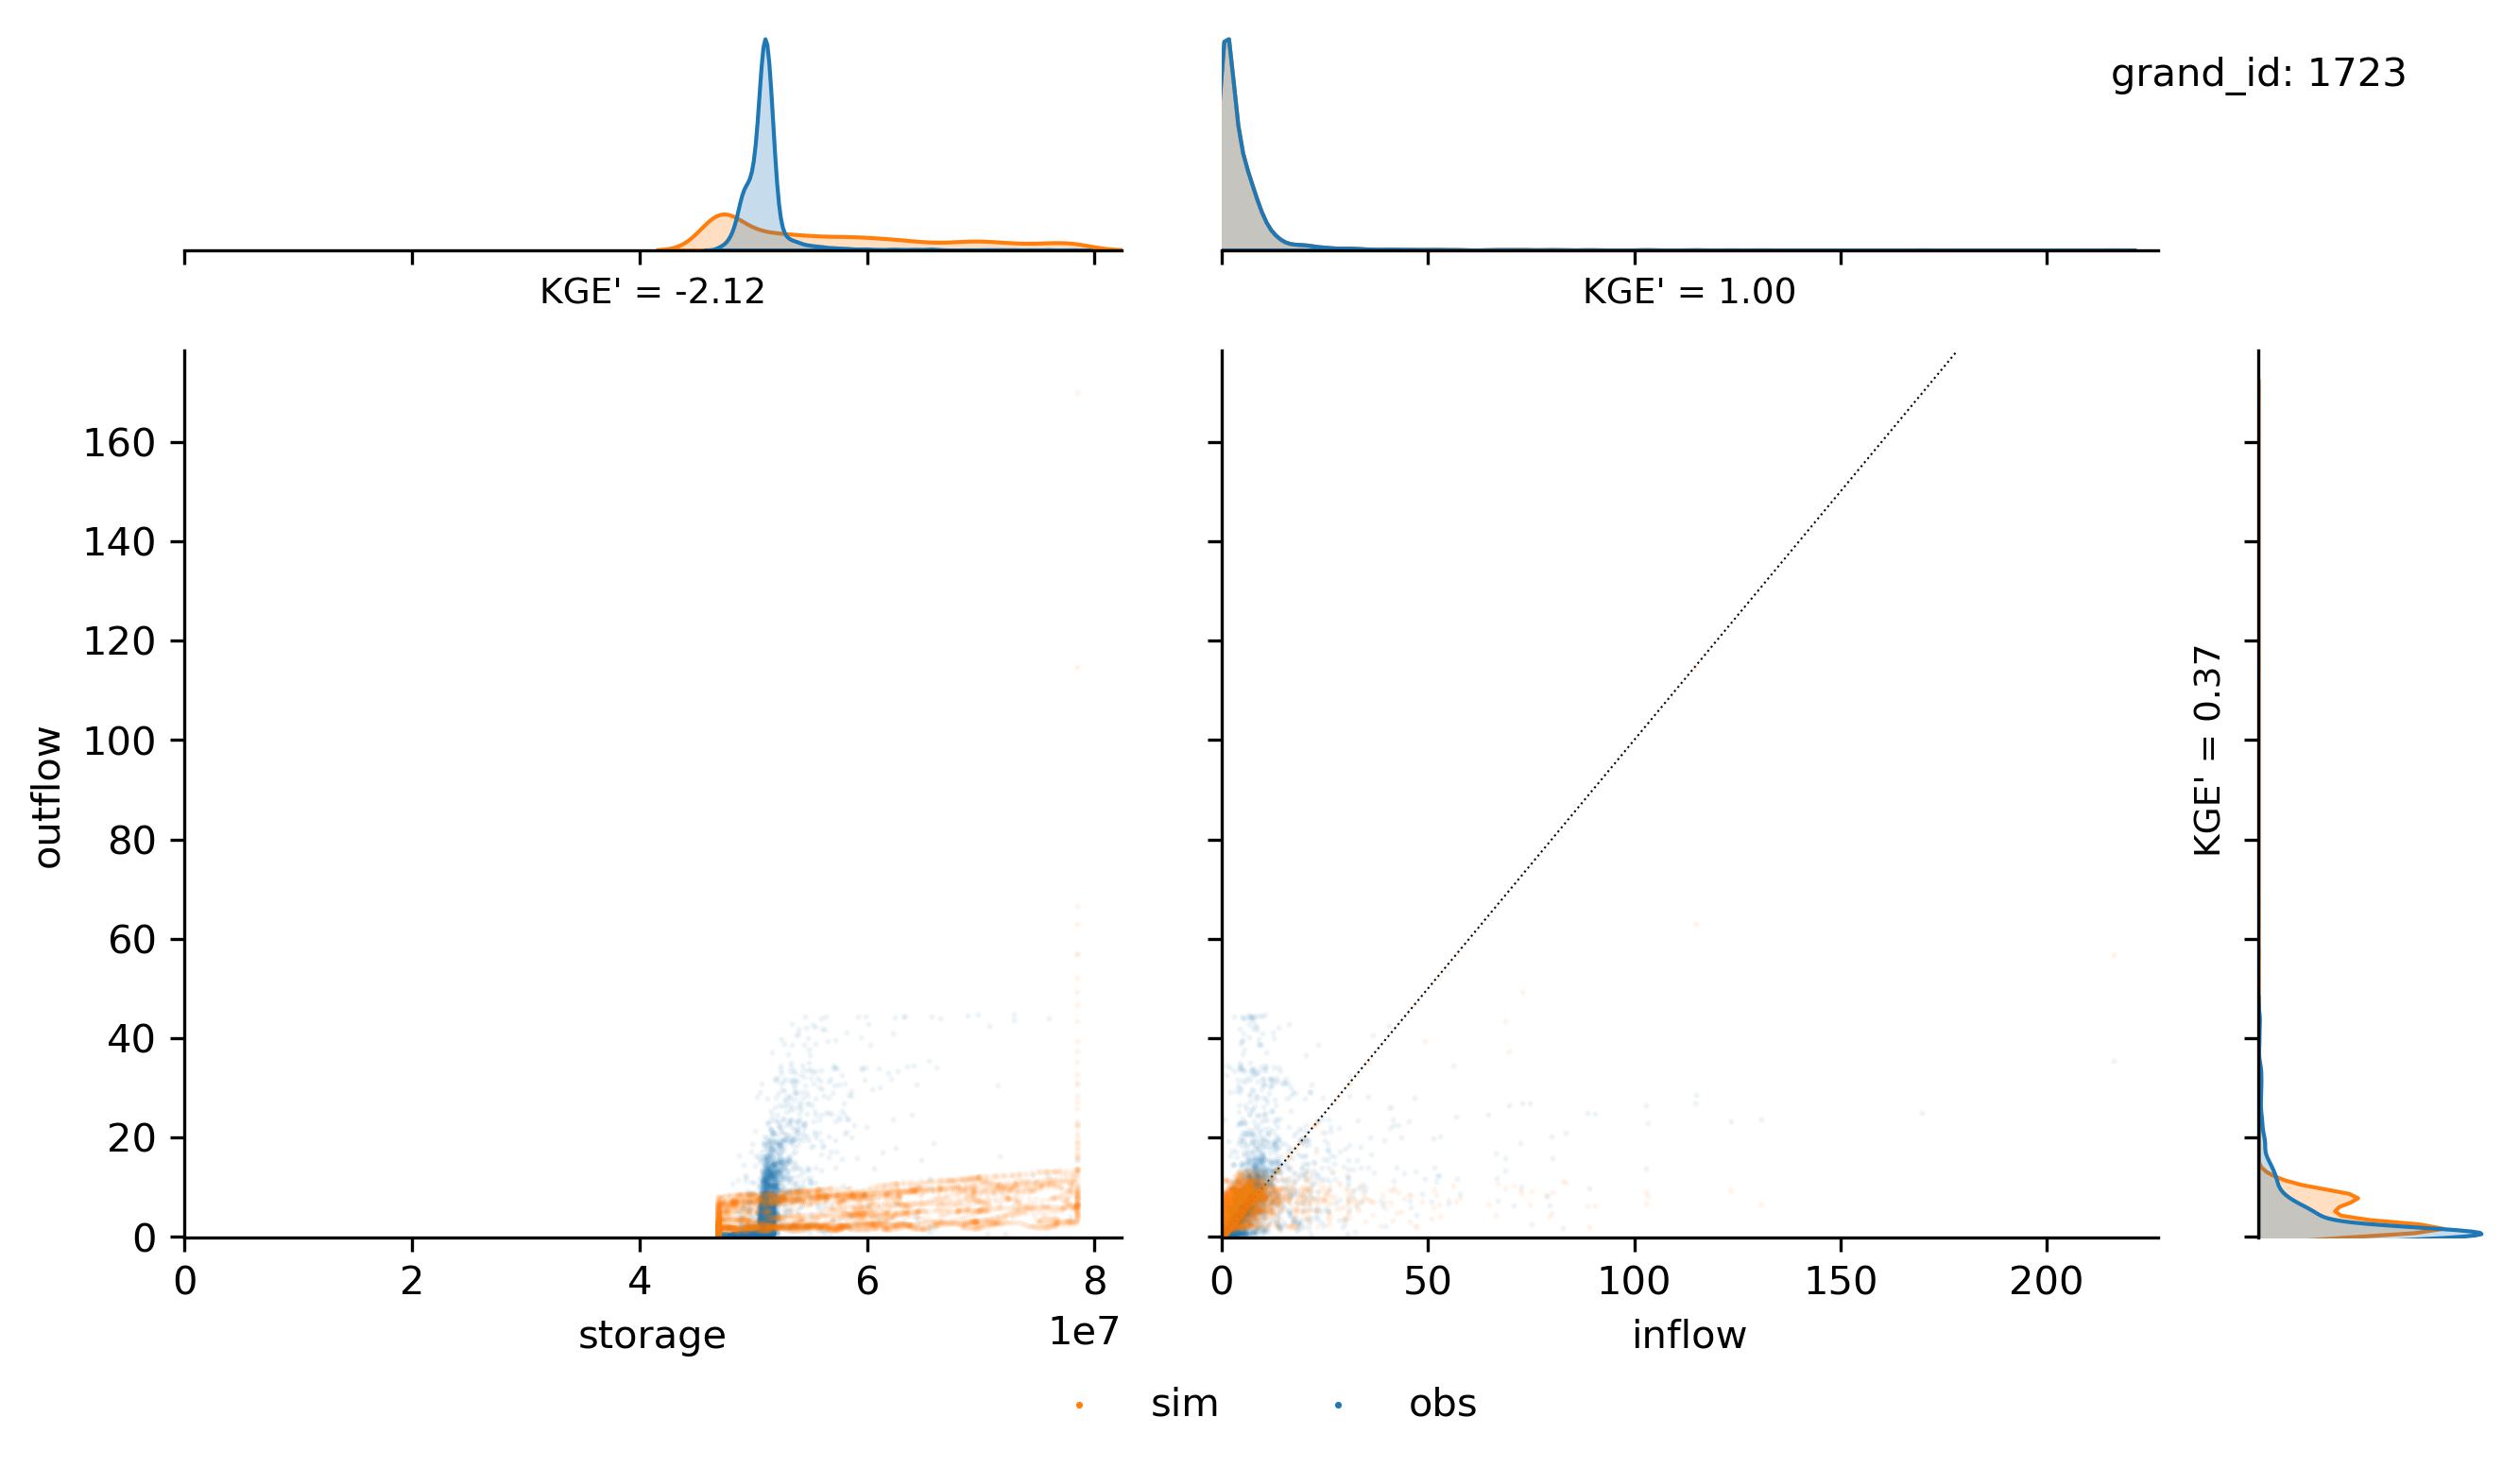 grand_id: 1723
KGE' = -2.12
KGE' = 1.00
160
140
120
100
80
60
40
20
0
outflow
KGE' = 0.37
0 2 4 6 8
1e7
storage
0 50 100 150 200
inflow
sim obs